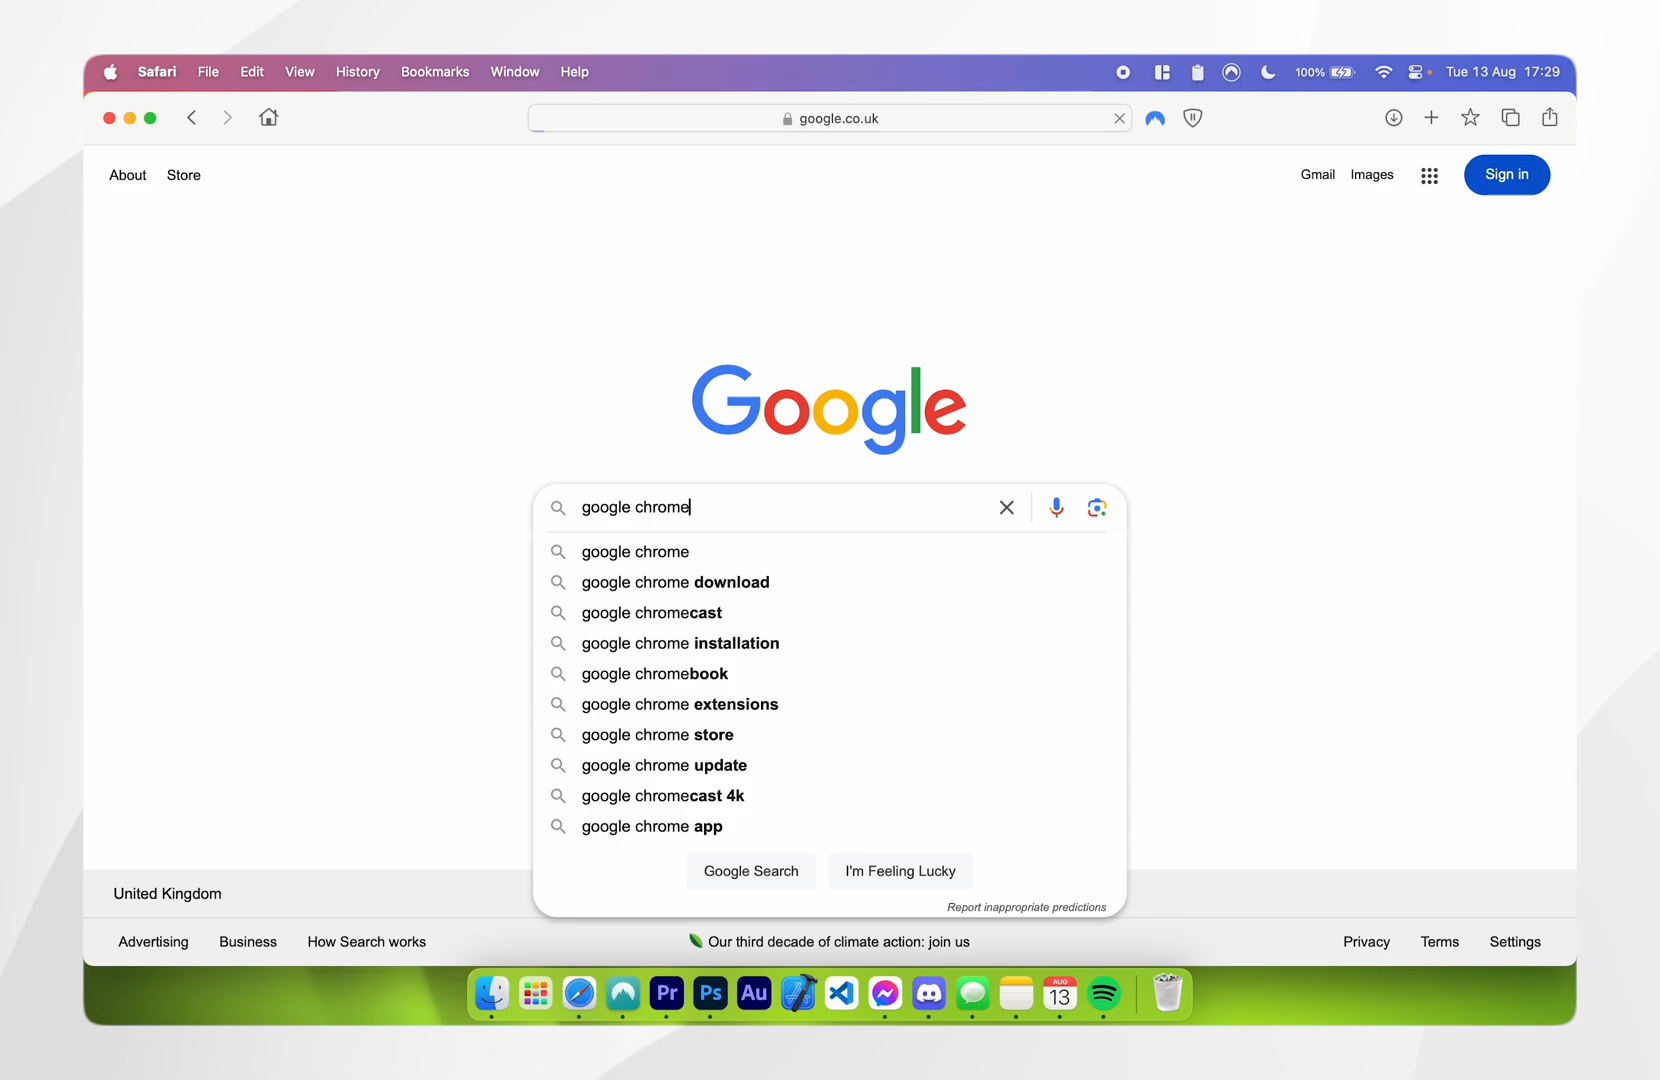 Safari File Edit View History Bookmarks Window Help 100% Tue 13 Aug 17:29
google.co.uk
About Store Gmail Images Sign in
Google
google chrome
google chrome
google chrome download
google chromecast
google chrome installation
google chromebook
google chrome extensions
google chrome store
google chrome update
google chromecast 4k
google chrome app
Google Search I'm Feeling Lucky
Report inappropriate predictions
United Kingdom
Advertising Business How Search works Our third decade of climate action: join us Privacy Terms Settings
Pr Ps Au AUG
13